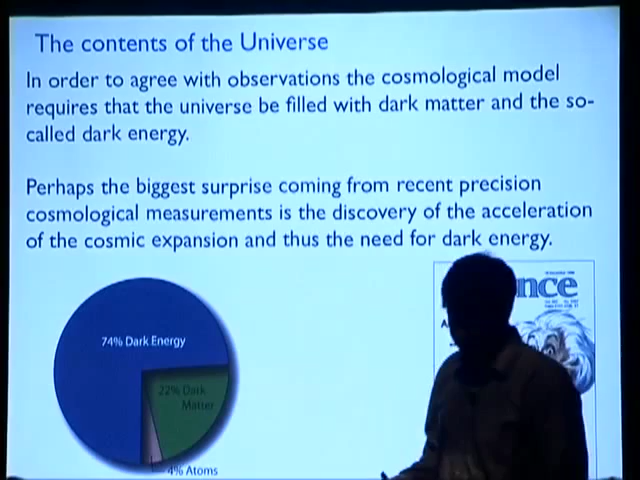 The contents of the Universe
In order to agree with observations the cosmological model
requires that the universe be filled with dark matter and the so-
called dark energy.
Perhaps the biggest surprise coming from recent precision
cosmological measurements is the discovery of the acceleration
of the cosmic expansion and thus the need for dark energy.
nce
74% Dark Energy
22% Dark
Matter
4% Atoms